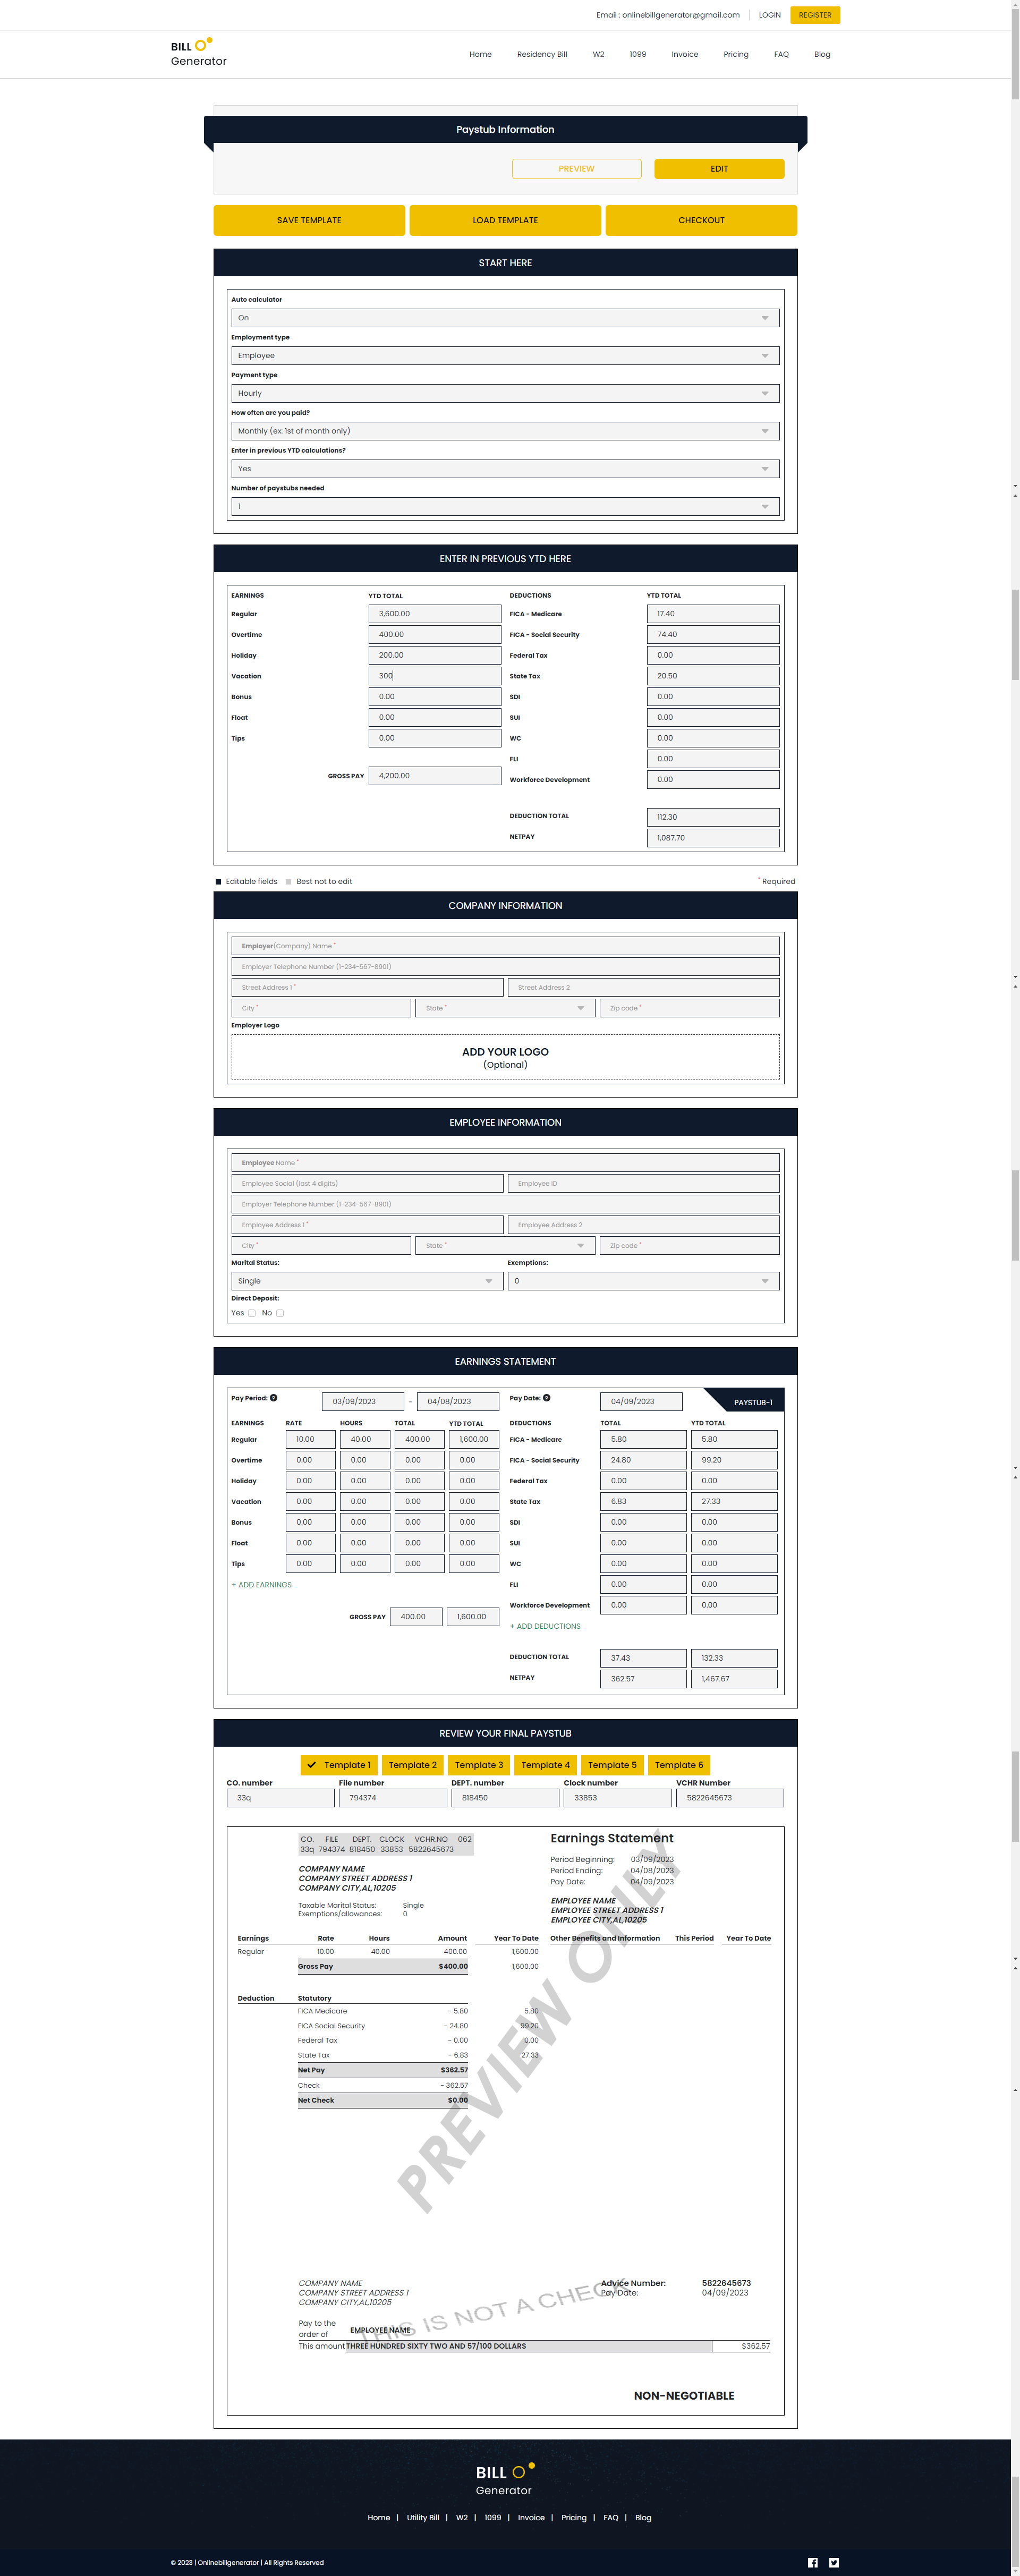 Email : onlinebillgenerator@gmail.com LOGIN REGISTER
BILL
Generator
Home Residency Bill W2 1099 Invoice Pricing FAQ Blog
Paystub Information
PREVIEW EDIT
SAVE TEMPLATE LOAD TEMPLATE CHECKOUT
START HERE
Auto calculator
On
Employment type
Employee
Payment type
Hourly
How often are you paid?
Monthly (ex: 1st of month only)
Enter in previous YTD calculations?
Yes
Number of paystubs needed
1
ENTER IN PREVIOUS YTD HERE
EARNINGS YTD TOTAL DEDUCTIONS YTD TOTAL
Regular 3,600.00 FICA - Medicare 17.40
Overtime 400.00 FICA - Social Security 74.40
Holiday 200.00 Federal Tax 0.00
Vacation 300 State Tax 20.50
Bonus 0.00 SDI 0.00
Float 0.00 SUI 0.00
Tips 0.00 WC 0.00
FLI 0.00
GROSS PAY 4,200.00 Workforce Development 0.00
DEDUCTION TOTAL 112.30
NETPAY 1,087.70
Editable fields Best not to edit * Required
COMPANY INFORMATION
Employer(Company) Name *
Employer Telephone Number (1-234-567-8901)
Street Address 1 * Street Address 2
City * State * Zip code *
Employer Logo
ADD YOUR LOGO
(Optional)
EMPLOYEE INFORMATION
Employee Name *
Employee Social (last 4 digits) Employee ID
Employer Telephone Number (1-234-567-8901)
Employee Address 1 * Employee Address 2
City * State * Zip code *
Marital Status: Exemptions:
Single 0
Direct Deposit:
Yes No
EARNINGS STATEMENT
Pay Period: ? 03/09/2023 - 04/08/2023 Pay Date: ? 04/09/2023 PAYSTUB-1
EARNINGS RATE HOURS TOTAL YTD TOTAL DEDUCTIONS TOTAL YTD TOTAL
Regular 10.00 40.00 400.00 1,600.00 FICA - Medicare 5.80 5.80
Overtime 0.00 0.00 0.00 0.00 FICA - Social Security 24.80 99.20
Holiday 0.00 0.00 0.00 0.00 Federal Tax 0.00 0.00
Vacation 0.00 0.00 0.00 0.00 State Tax 6.83 27.33
Bonus 0.00 0.00 0.00 0.00 SDI 0.00 0.00
Float 0.00 0.00 0.00 0.00 SUI 0.00 0.00
Tips 0.00 0.00 0.00 0.00 WC 0.00 0.00
+ ADD EARNINGS FLI 0.00 0.00
Workforce Development 0.00 0.00
GROSS PAY 400.00 1,600.00
+ ADD DEDUCTIONS
DEDUCTION TOTAL 37.43 132.33
NETPAY 362.57 1,467.67
REVIEW YOUR FINAL PAYSTUB
Template 1 Template 2 Template 3 Template 4 Template 5 Template 6
CO. number File number DEPT. number Clock number VCHR Number
33q 794374 818450 33853 5822645673
CO. FILE DEPT. CLOCK VCHR.NO 062
33q 794374 818450 33853 5822645673
Earnings Statement
Period Beginning: 03/09/2023
Period Ending: 04/08/2023
Pay Date: 04/09/2023
COMPANY NAME
COMPANY STREET ADDRESS 1
COMPANY CITY,AL,10205
EMPLOYEE NAME
EMPLOYEE STREET ADDRESS 1
EMPLOYEE CITY,AL,10205
Taxable Marital Status: Single
Exemptions/allowances: 0
Earnings Rate Hours Amount Year To Date Other Benefits and Information This Period Year To Date
Regular 10.00 40.00 400.00 1,600.00
Gross Pay $400.00 1,600.00
Deduction Statutory
FICA Medicare - 5.80 5.80
FICA Social Security - 24.80 99.20
Federal Tax - 0.00 0.00
State Tax - 6.83 27.33
Net Pay $362.57
Check - 362.57
Net Check $0.00
PREVIEW ONLY
COMPANY NAME
COMPANY STREET ADDRESS 1
COMPANY CITY,AL,10205
Advice Number: 5822645673
Pay Date: 04/09/2023
THIS IS NOT A CHECK
Pay to the
order of EMPLOYEE NAME
This amount THREE HUNDRED SIXTY TWO AND 57/100 DOLLARS $362.57
NON-NEGOTIABLE
BILL
Generator
Home | Utility Bill | W2 | 1099 | Invoice | Pricing | FAQ | Blog
© 2023 | Onlinebillgenerator | All Rights Reserved